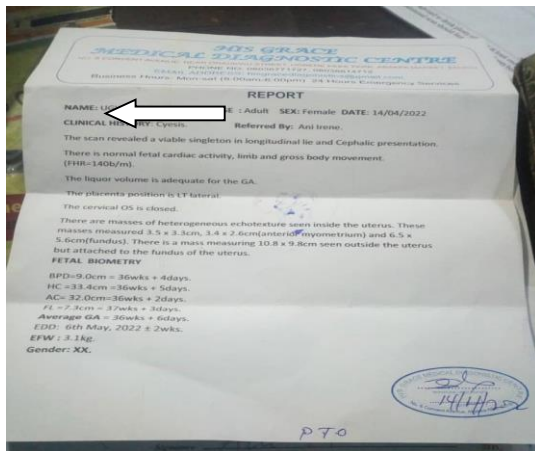 HIS GRACE
MEDICAL DIAGNOSTIC CENTRE
Business Hours: Mon-sat (8.00am-6.00pm) 24 Hours Emergency Services.
REPORT
NAME: : Adult SEX: Female DATE: 14/04/2022
CLINICAL HISTORY: Cyesis. Referred By: Ani Irene.
The scan revealed a viable singleton in longitudinal lie and Cephalic presentation.
There is normal fetal cardiac activity, limb and gross body movement.
(FHR=140b/m).
The liquor volume is adequate for the GA.
The placenta position is LT lateral.
The cervical OS is closed.
There are masses of heterogeneous echotexture seen inside the uterus. These
masses measured 3.5 x 3.3cm, 3.4 x 2.6cm(anterior myometrium) and 6.5 x
5.6cm(fundus). There is a mass measuring 10.8 x 9.8cm seen outside the uterus
but attached to the fundus of the uterus.
FETAL BIOMETRY
BPD=9.0cm = 36wks + 4days.
HC =33.4cm =36wks + 5days.
AC= 32.0cm=36wks + 2days.
FL =7.3cm = 37wks + 3days.
Average GA = 36wks + 6days.
EDD: 6th May, 2022 ± 2wks.
EFW : 3.1kg.
Gender: XX.
P T O